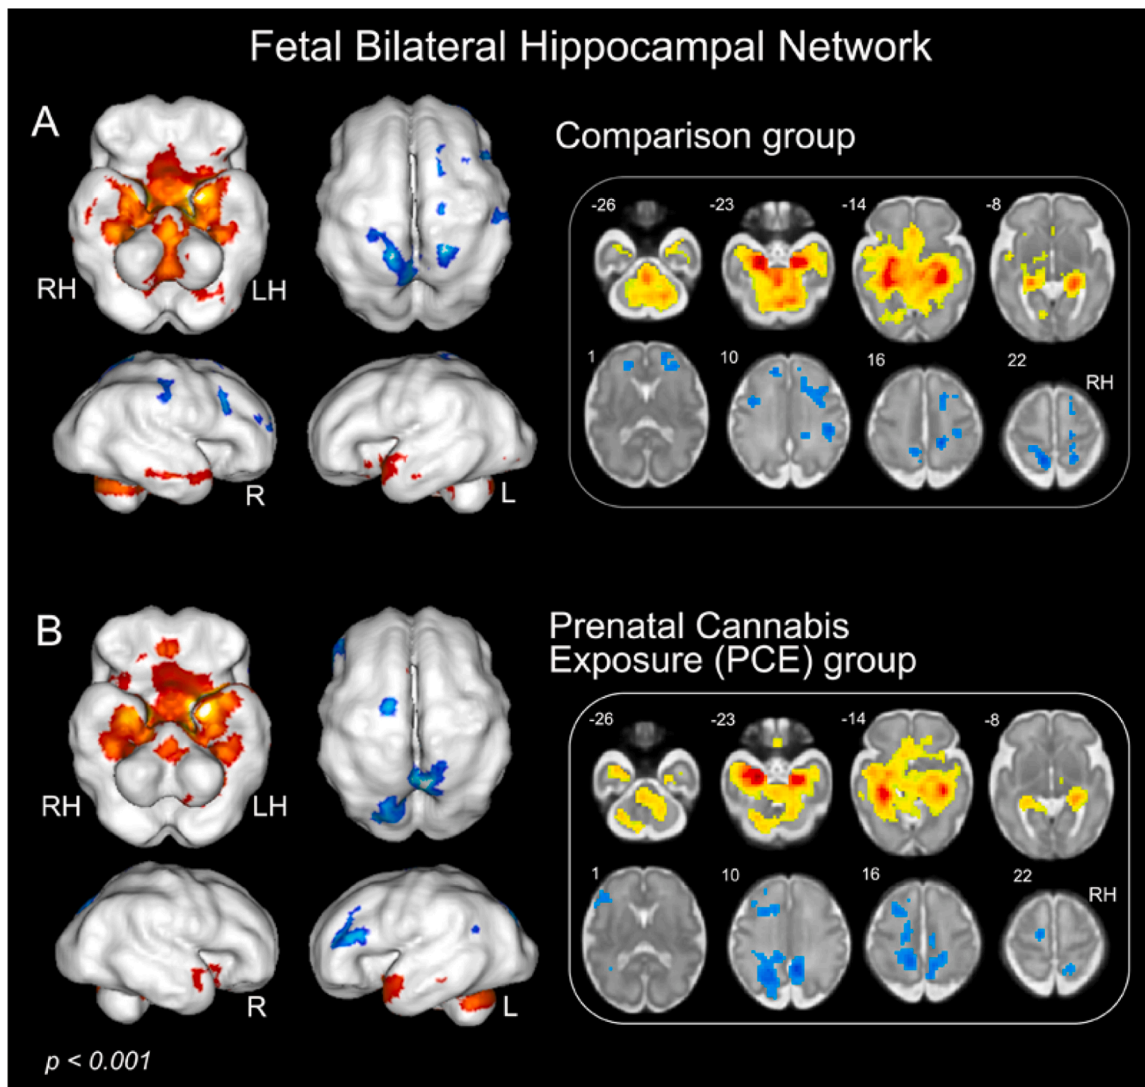 Fetal Bilateral Hippocampal Network
A
Comparison group
RH
LH
R
L
-26
-23
-14
-8
1
10
16
22
RH
B
Prenatal Cannabis
Exposure (PCE) group
RH
LH
R
L
-26
-23
-14
-8
1
10
16
22
RH
p < 0.001